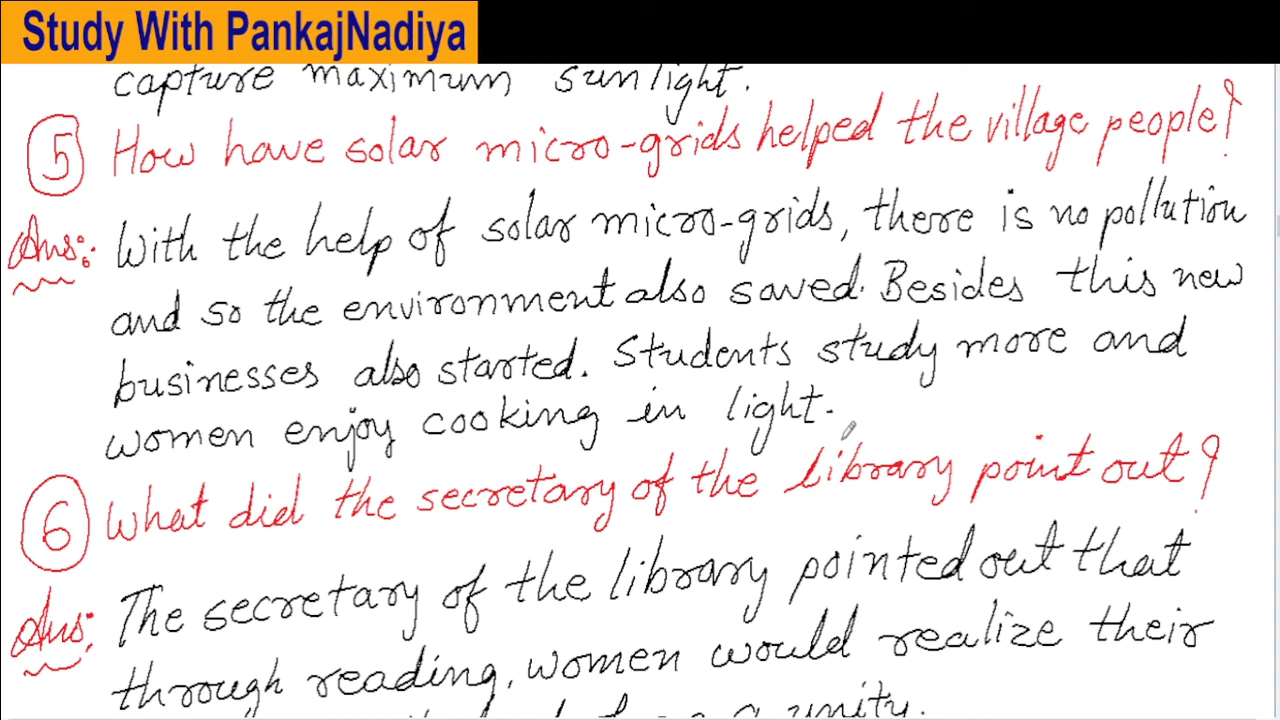 Study With PankajNadiya
capture maximum sunlight.
5 How have solar micro-grids helped the village people?
Ans: With the help of solar micro-grids, there is no pollution
and so the environment also saved. Besides this new
businesses also started. Students study more and
women enjoy cooking in light.
6 What did the secretary of the library point out?
Ans: The secretary of the library pointed out that
through reading, women would realize their
unity.